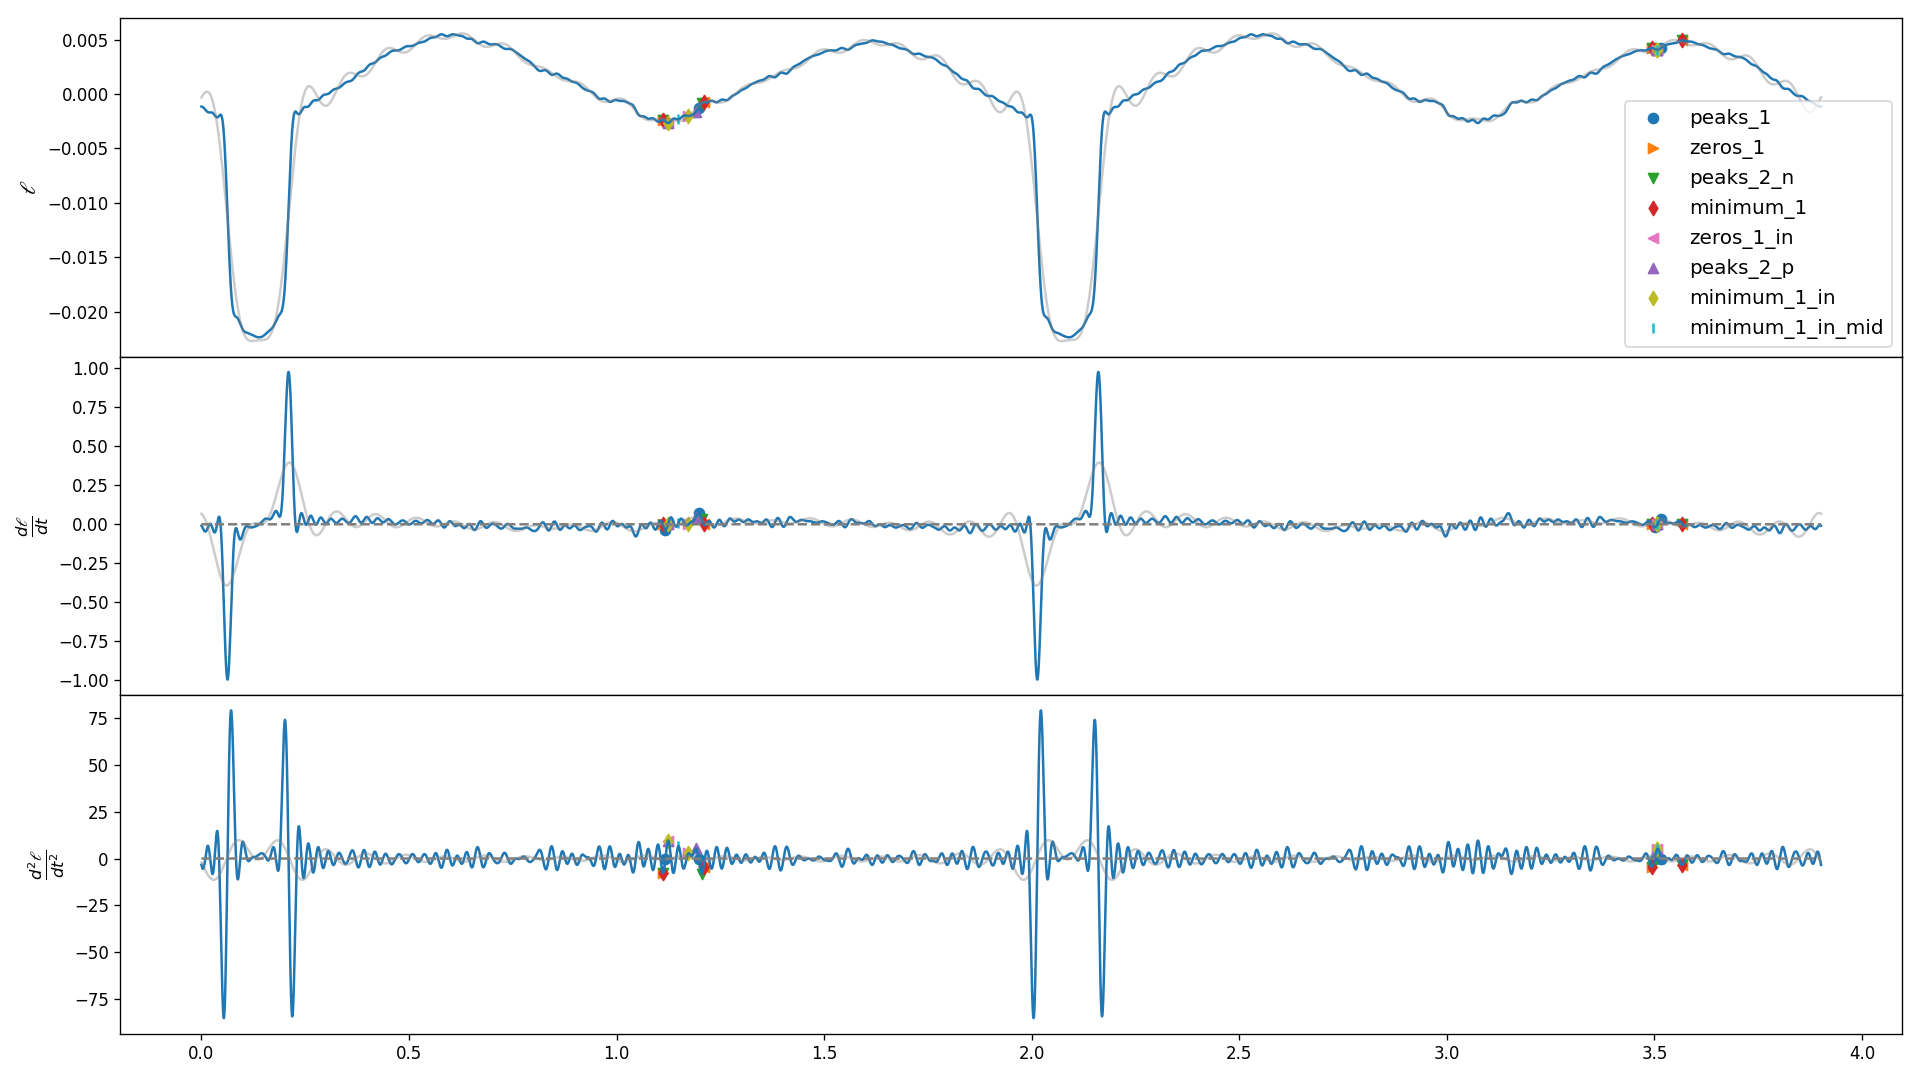 0.005
0.000
−0.005
−0.010
−0.015
−0.020
ℓ
peaks_1
zeros_1
peaks_2_n
minimum_1
zeros_1_in
peaks_2_p
minimum_1_in
minimum_1_in_mid
1.00
0.75
0.50
0.25
0.00
−0.25
−0.50
−0.75
−1.00
dℓ
dt
75
50
25
0
−25
−50
−75
d²ℓ
dt²
0.0 0.5 1.0 1.5 2.0 2.5 3.0 3.5 4.0